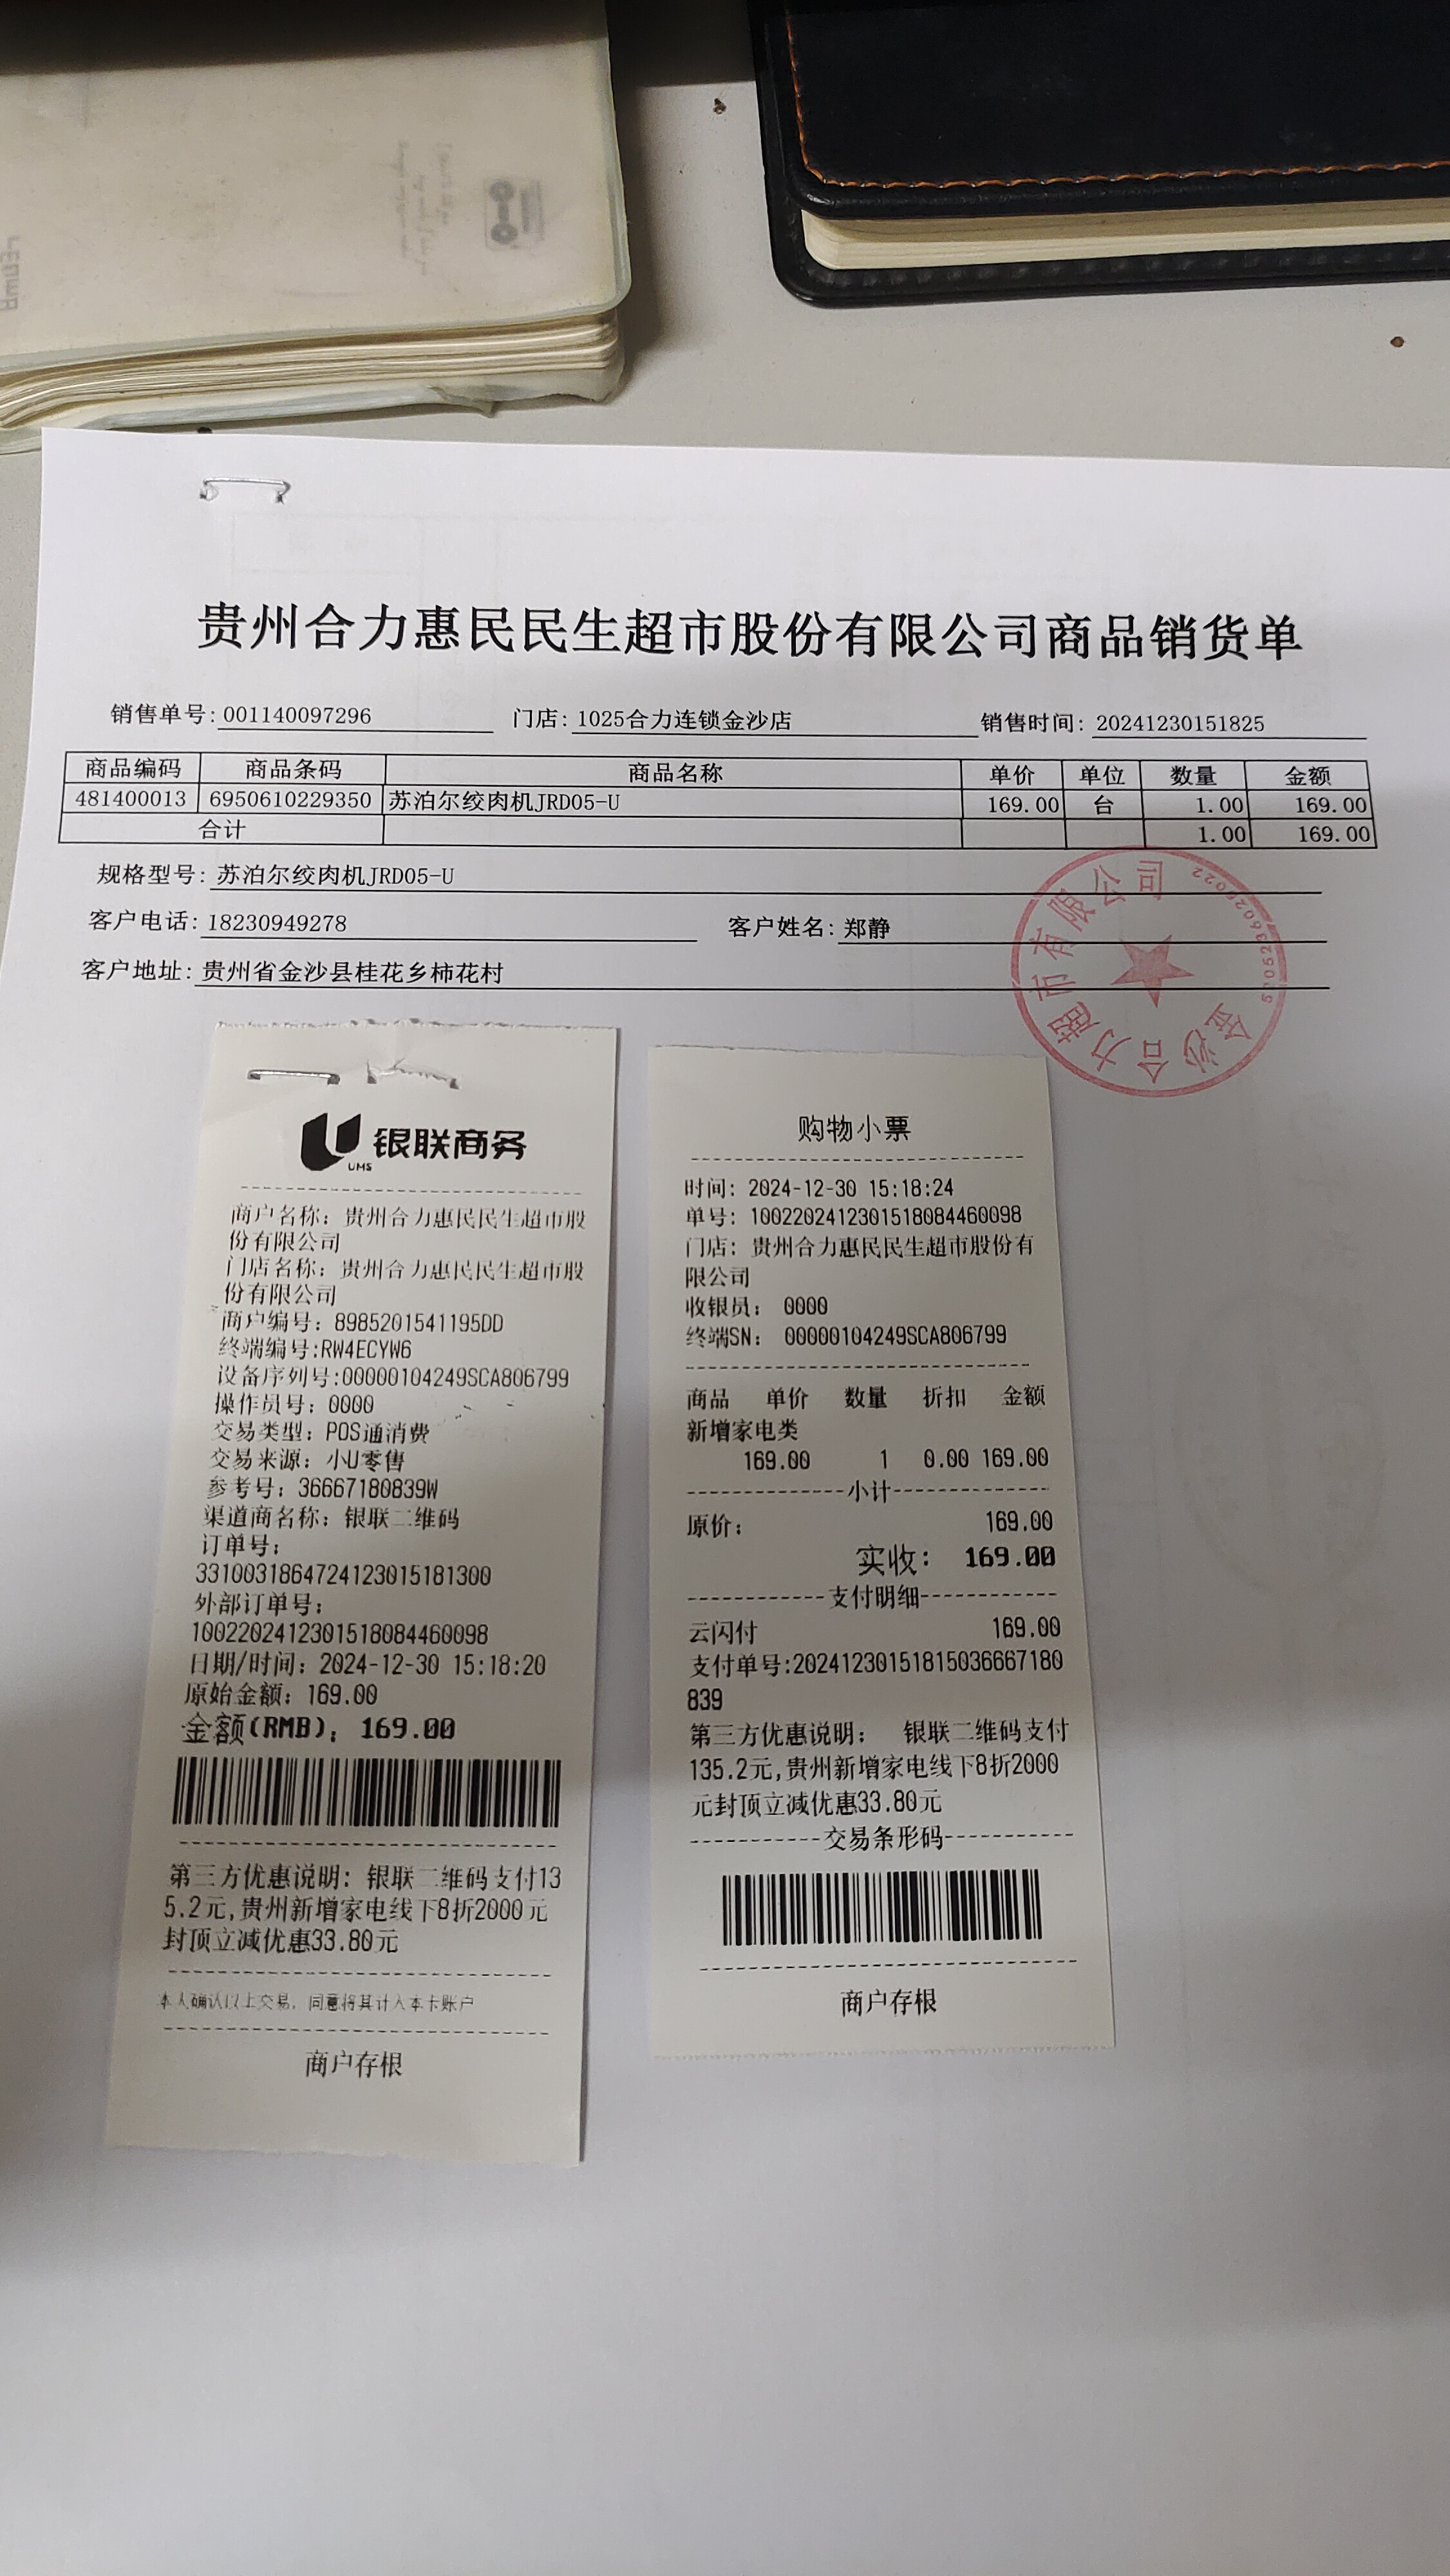 贵州合力惠民民生超市股份有限公司商品销货单
销售单号: 001140097296 门店: 1025合力连锁金沙店 销售时间: 20241230151825
商品编码 商品条码 商品名称 单价 单位 数量 金额
481400013 6950610229350 苏泊尔绞肉机JRD05-U 169.00 台 1.00 169.00
合计 1.00 169.00
规格型号: 苏泊尔绞肉机JRD05-U
客户电话: 18230949278 客户姓名: 郑静
客户地址: 贵州省金沙县桂花乡柿花村
金沙合力超市有限公司
银联商务
UMS
商户名称: 贵州合力惠民民生超市股
份有限公司
门店名称: 贵州合力惠民民生超市股
份有限公司
商户编号: 8985201541195DD
终端编号:RW4ECYW6
设备序列号:00000104249SCA806799
操作员号: 0000
交易类型: POS通消费
交易来源: 小U零售
参考号: 36667180839W
渠道商名称: 银联二维码
订单号:
33100318647241230151813​00
外部订单号:
10022024123015180844600​98
日期/时间: 2024-12-30 15:18:20
原始金额: 169.00
金额(RMB): 169.00
第三方优惠说明: 银联二维码支付13
5.2元,贵州新增家电线下8折2000元
封顶立减优惠33.80元
本人确认以上交易, 同意将其计入本卡账户
商户存根
购物小票
时间: 2024-12-30 15:18:24
单号: 1002202412301518084460098
门店: 贵州合力惠民民生超市股份有
限公司
收银员: 0000
终端SN: 00000104249SCA806799
商品 单价 数量 折扣 金额
新增家电类
169.00 1 0.00 169.00
小计
原价: 169.00
实收: 169.00
支付明细
云闪付 169.00
支付单号:202412301518150366​67180
839
第三方优惠说明: 银联二维码支付
135.2元,贵州新增家电线下8折2000
元封顶立减优惠33.80元
交易条形码
商户存根